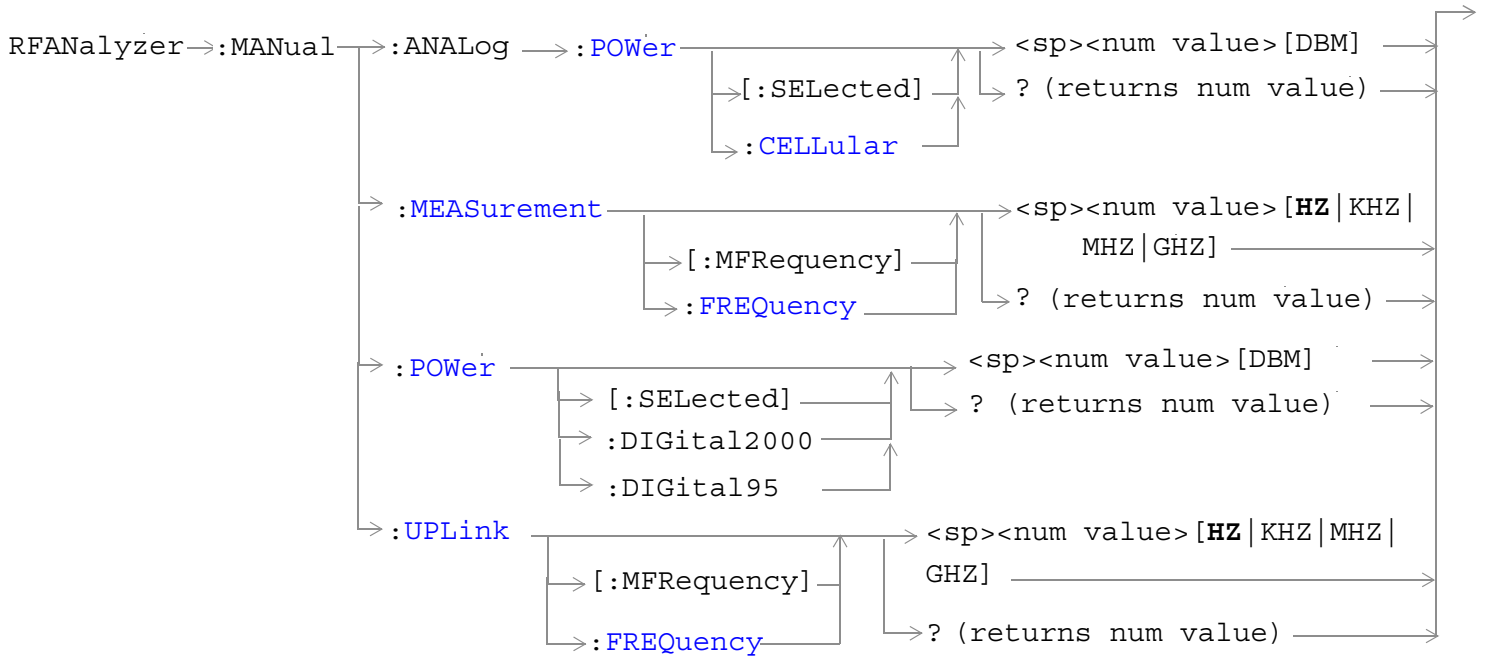 RFANalyzer :MANual :ANALog :POWer <sp><num value>[DBM]
[:SELected] ? (returns num value)
:CELLular
:MEASurement <sp><num value>[HZ|KHZ|
MHZ|GHZ]
[:MFRequency]
:FREQuency ? (returns num value)
:POWer <sp><num value>[DBM]
[:SELected] ? (returns num value)
:DIGital2000
:DIGital95
:UPLink <sp><num value>[HZ|KHZ|MHZ|
[:MFRequency] GHZ]
:FREQuency ? (returns num value)